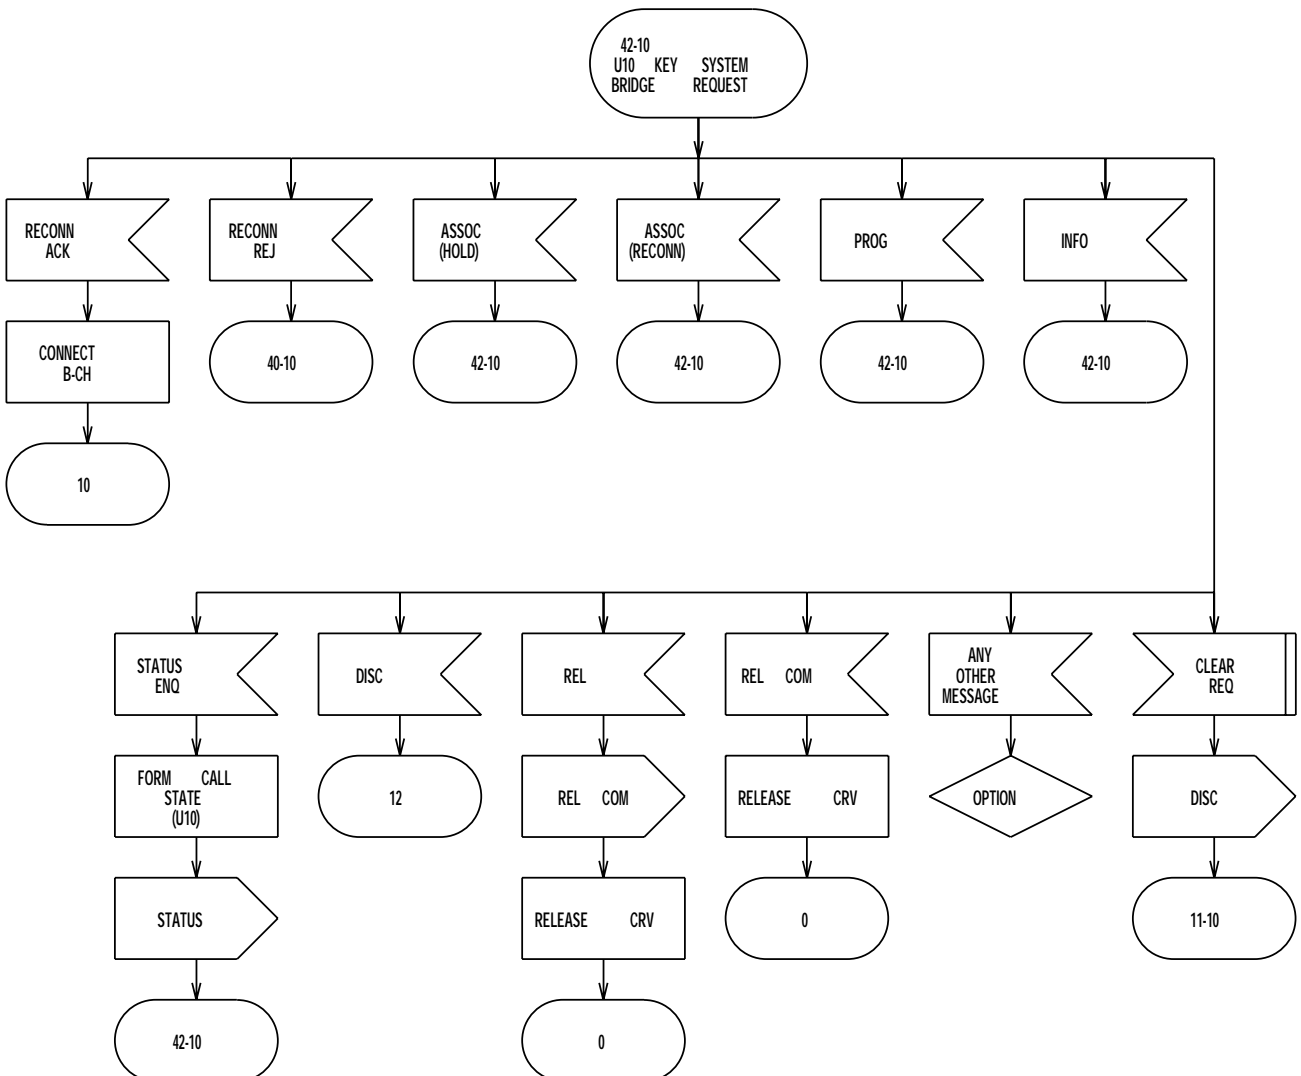 42-10
U10 KEY SYSTEM
BRIDGE REQUEST
RECONN
ACK
RECONN
REJ
ASSOC
(HOLD)
ASSOC
(RECONN)
PROG
INFO
CONNECT
B-CH
40-10
42-10
42-10
42-10
42-10
10
STATUS
ENQ
DISC
REL
REL COM
ANY
OTHER
MESSAGE
CLEAR
REQ
FORM CALL
STATE
(U10)
12
REL COM
RELEASE CRV
OPTION
DISC
STATUS
RELEASE CRV
0
11-10
42-10
0